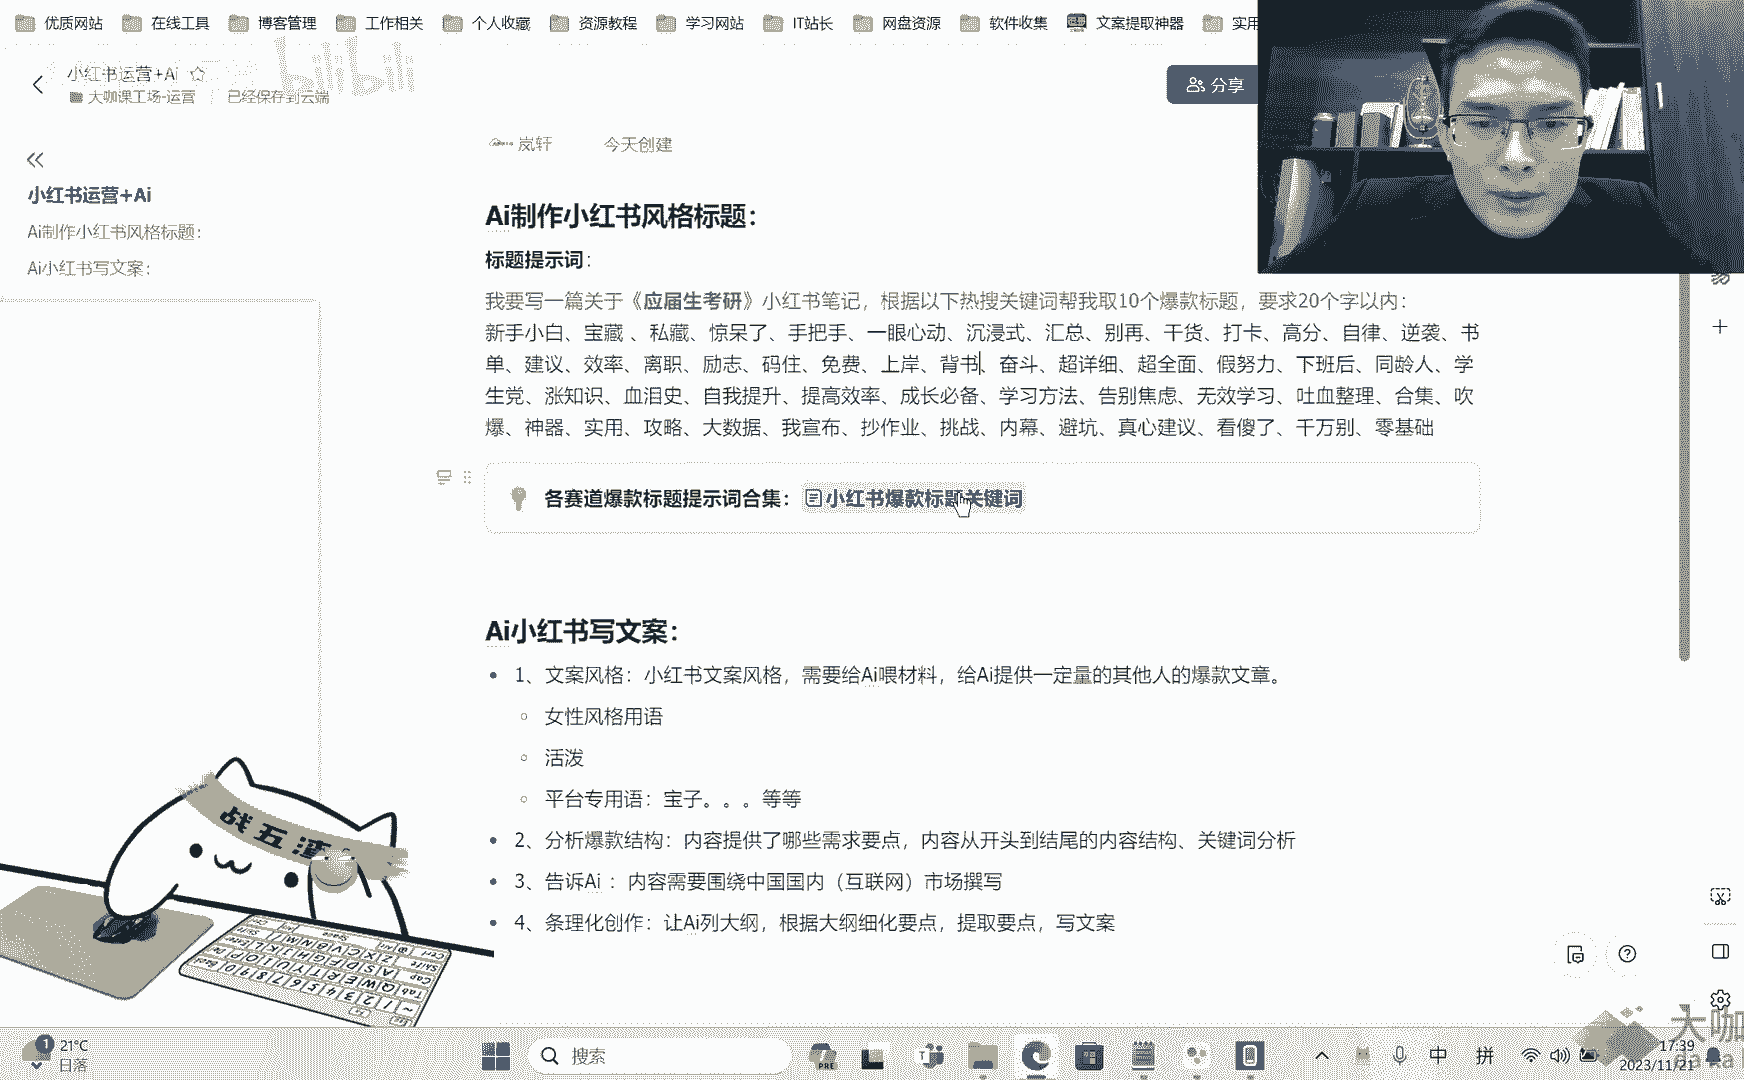 优质网站 在线工具 博客管理 工作相关 个人收藏 资源教程 学习网站 IT站长 网盘资源 软件收集 文案提取神器 实用
bilibili
小红书运营+Ai
大咖课工场-运营 已经保存到云端
分享
岚轩 今天创建
小红书运营+Ai
Ai制作小红书风格标题：
Ai小红书写文案：
Ai制作小红书风格标题：
标题提示词：
我要写一篇关于《应届生考研》小红书笔记，根据以下热搜关键词帮我取10个爆款标题，要求20个字以内：
新手小白、宝藏 、私藏、惊呆了、手把手、一眼心动、沉浸式、汇总、别再、干货、打卡、高分、自律、逆袭、书
单、建议、效率、离职、励志、码住、免费、上岸、背书、奋斗、超详细、超全面、假努力、下班后、同龄人、学
生党、涨知识、血泪史、自我提升、提高效率、成长必备、学习方法、告别焦虑、无效学习、吐血整理、合集、吹
爆、神器、实用、攻略、大数据、我宣布、抄作业、挑战、内幕、避坑、真心建议、看傻了、千万别、零基础
各赛道爆款标题提示词合集：小红书爆款标题关键词
Ai小红书写文案：
1、文案风格：小红书文案风格，需要给Ai喂材料，给Ai提供一定量的其他人的爆款文章。
女性风格用语
活泼
平台专用语：宝子。。。等等
2、分析爆款结构：内容提供了哪些需求要点，内容从开头到结尾的内容结构、关键词分析
3、告诉Ai ：内容需要围绕中国国内（互联网）市场撰写
4、条理化创作：让Ai列大纲，根据大纲细化要点，提取要点，写文案
战五渣
大咖
1
21°C
日落
搜索
PRE
中
拼
17:39
2023/11/21